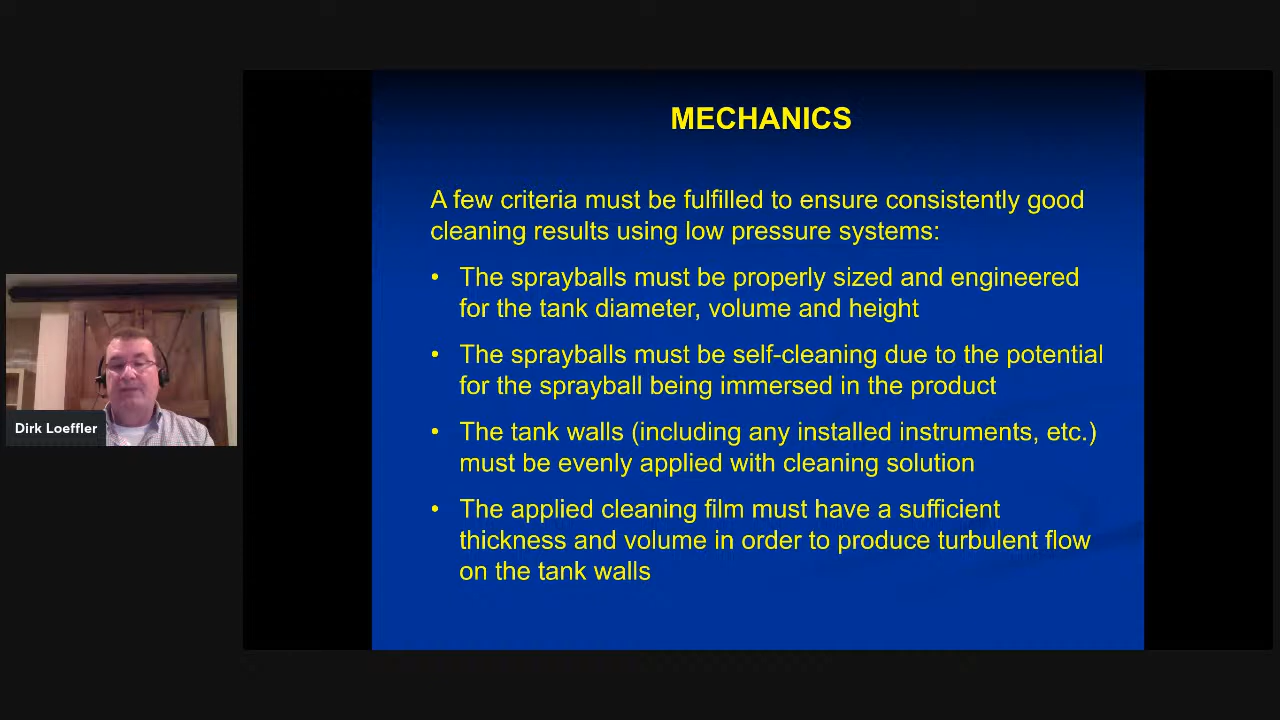 MECHANICS
A few criteria must be fulfilled to ensure consistently good
cleaning results using low pressure systems:
• The sprayballs must be properly sized and engineered
for the tank diameter, volume and height
• The sprayballs must be self-cleaning due to the potential
for the sprayball being immersed in the product
• The tank walls (including any installed instruments, etc.)
must be evenly applied with cleaning solution
• The applied cleaning film must have a sufficient
thickness and volume in order to produce turbulent flow
on the tank walls
Dirk Loeffler